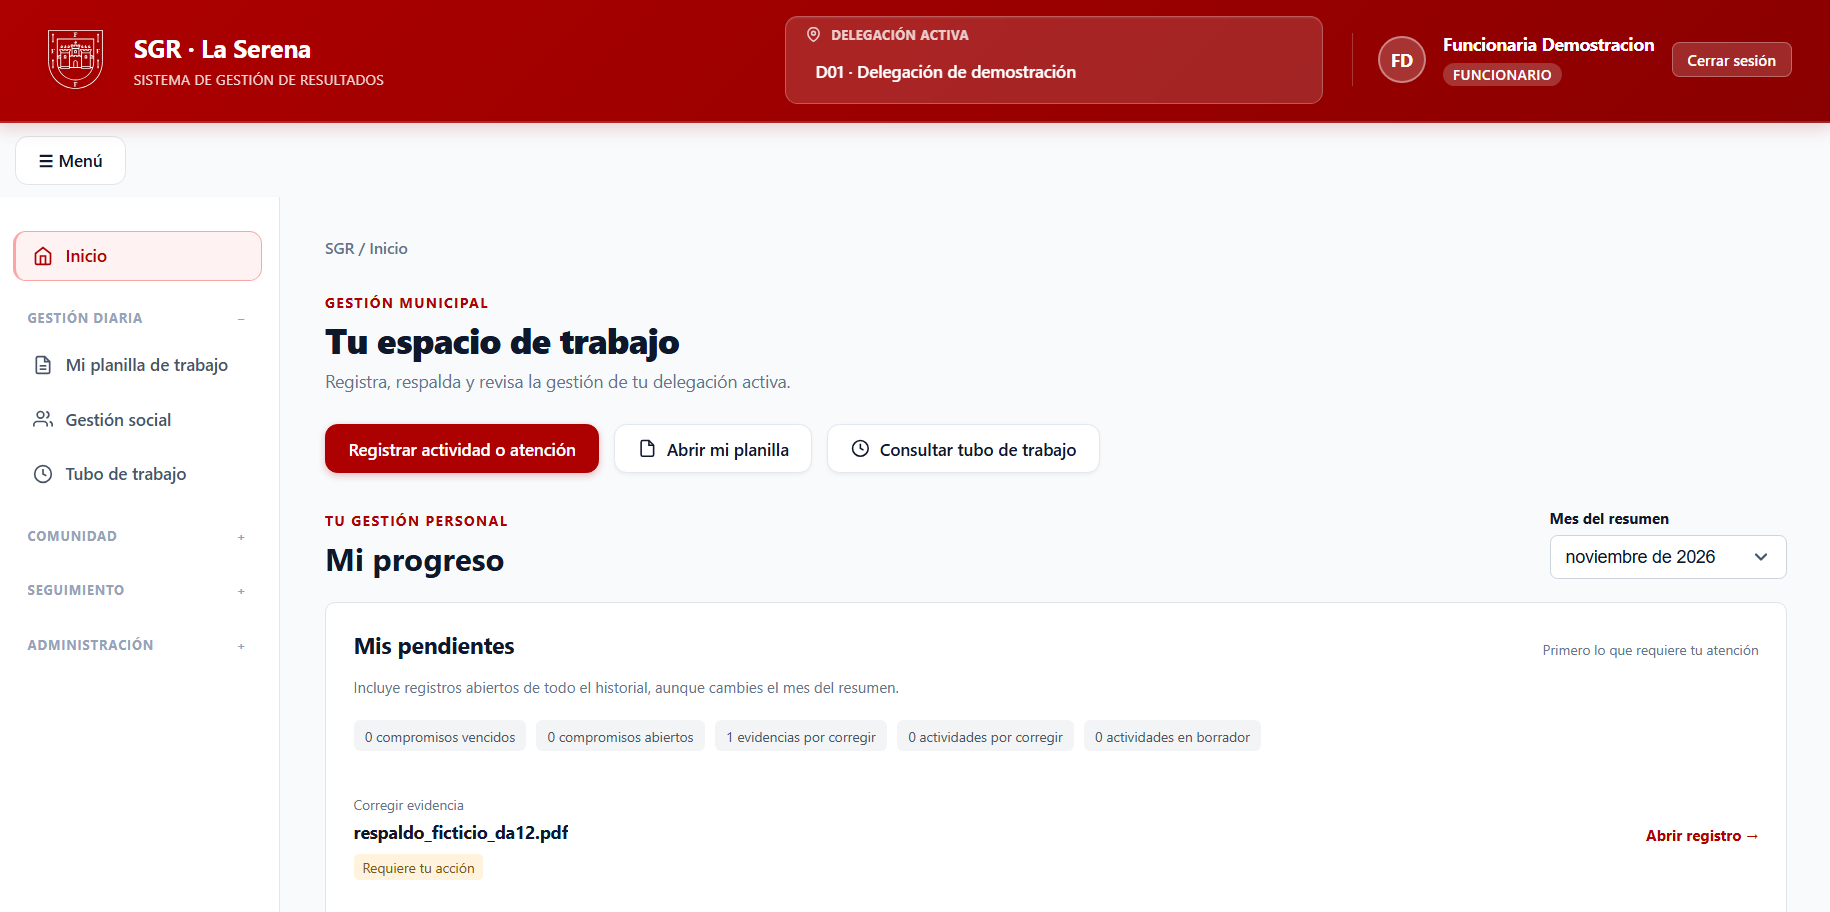 SGR · La Serena
SISTEMA DE GESTIÓN DE RESULTADOS
DELEGACIÓN ACTIVA
D01 · Delegación de demostración
FD
Funcionaria Demostracion
FUNCIONARIO
Cerrar sesión
☰ Menú
Inicio
GESTIÓN DIARIA −
Mi planilla de trabajo
Gestión social
Tubo de trabajo
COMUNIDAD +
SEGUIMIENTO +
ADMINISTRACIÓN +
SGR / Inicio
GESTIÓN MUNICIPAL
Tu espacio de trabajo
Registra, respalda y revisa la gestión de tu delegación activa.
Registrar actividad o atención
Abrir mi planilla
Consultar tubo de trabajo
TU GESTIÓN PERSONAL
Mi progreso
Mes del resumen
noviembre de 2026
Mis pendientes
Primero lo que requiere tu atención
Incluye registros abiertos de todo el historial, aunque cambies el mes del resumen.
0 compromisos vencidos
0 compromisos abiertos
1 evidencias por corregir
0 actividades por corregir
0 actividades en borrador
Corregir evidencia
respaldo_ficticio_da12.pdf
Requiere tu acción
Abrir registro →